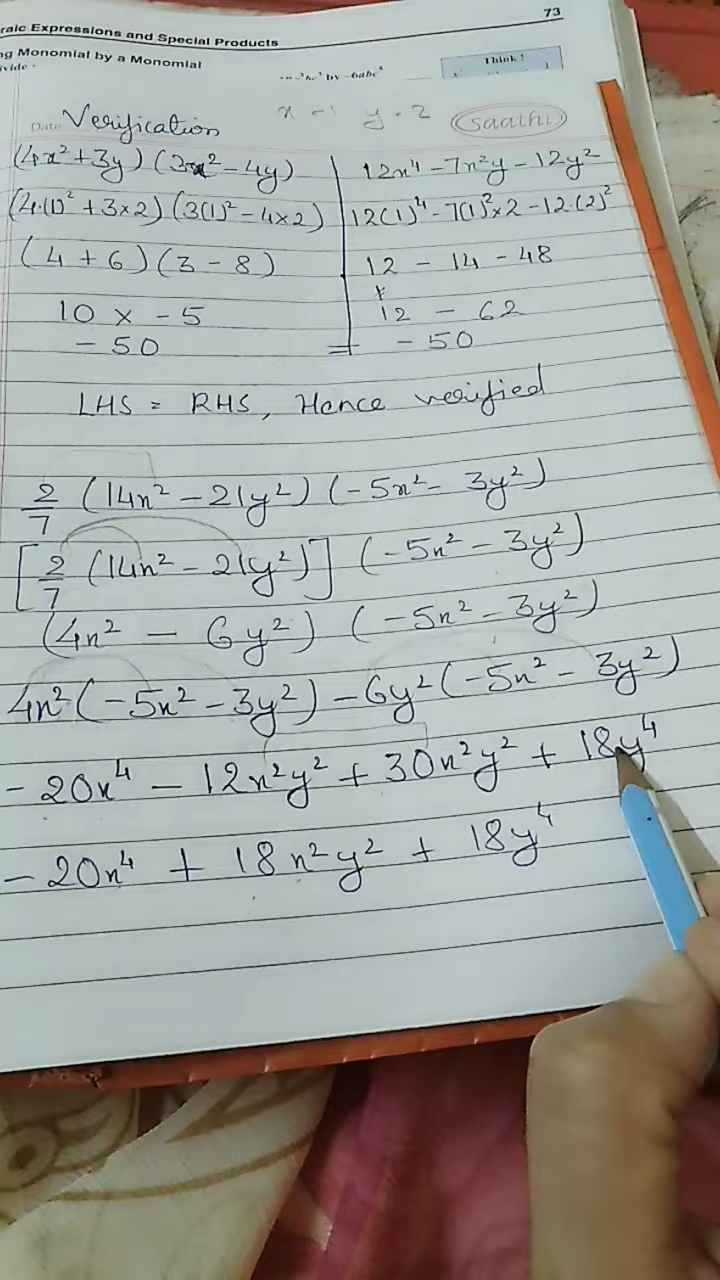 73
raic Expressions and Special Products
ng Monomial by a Monomial
vide
by -6abc⁴
Think !
Date Verification x = 1 y = 2 Saathi
(4x² + 3y) (3x² - 4y) 12x⁴ - 7x²y - 12y²
(4·(1)² + 3×2) (3(1)² - 4×2) 12(1)⁴ - 7(1)²×2 - 12·(2)²
(4 + 6) (3 - 8) 12 - 14 - 48
10 × -5 12 - 62
- 50 = - 50
LHS = RHS, Hence verified
2/7 (14x² - 21y²) (-5x² - 3y²)
[2/7 (14x² - 21y²)] (-5x² - 3y²)
(4x² - 6y²) (-5x² - 3y²)
4x² (-5x² - 3y²) - 6y² (-5x² - 3y²)
- 20x⁴ - 12x²y² + 30x²y² + 18y⁴
- 20x⁴ + 18x²y² + 18y⁴